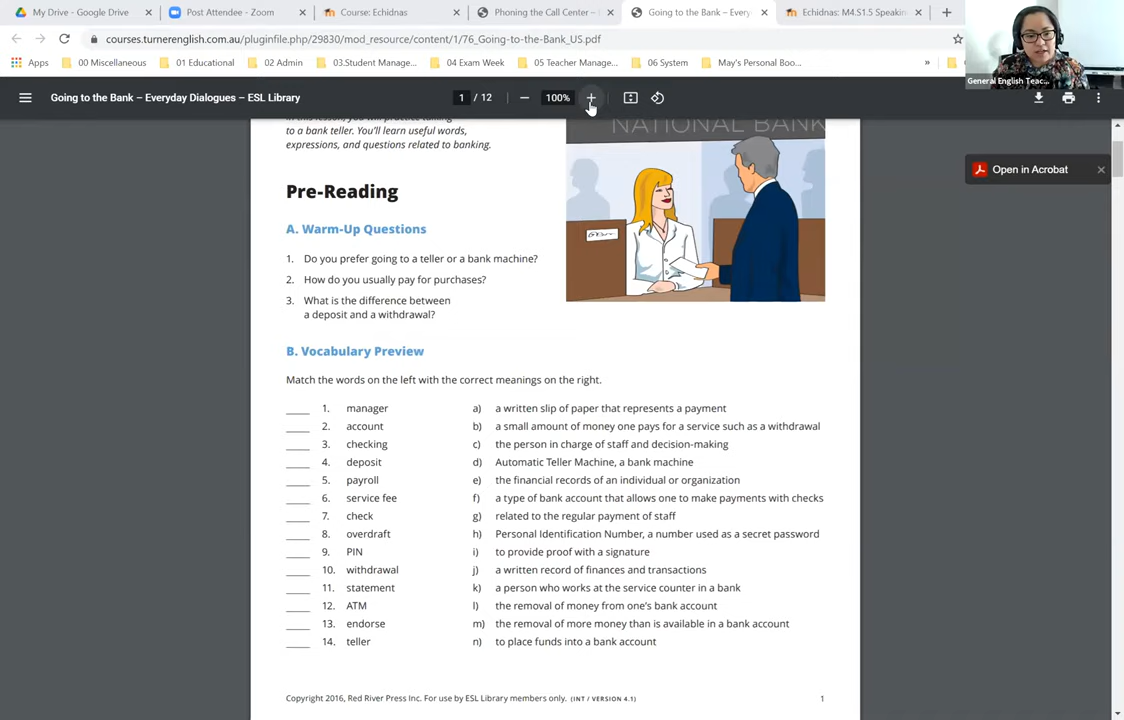 My Drive - Google Drive
Post Attendee - Zoom
Course: Echidnas
Phoning the Call Center –
Going to the Bank – Every
Echidnas: M4.S1.5 Speakin
courses.turnerenglish.com.au/pluginfile.php/29830/mod_resource/content/1/76_Going-to-the-Bank_US.pdf
Apps
00 Miscellaneous
01 Educational
02 Admin
03.Student Manage...
04 Exam Week
05 Teacher Manage...
06 System
May's Personal Boo...
»
General English Teac...
Going to the Bank – Everyday Dialogues – ESL Library
1 / 12
100%
Open in Acrobat
to a bank teller. You'll learn useful words,
expressions, and questions related to banking.
NATIONAL BANK
Pre-Reading
A. Warm-Up Questions
1. Do you prefer going to a teller or a bank machine?
2. How do you usually pay for purchases?
3. What is the difference between
a deposit and a withdrawal?
B. Vocabulary Preview
Match the words on the left with the correct meanings on the right.
____ 1. manager a) a written slip of paper that represents a payment
____ 2. account b) a small amount of money one pays for a service such as a withdrawal
____ 3. checking c) the person in charge of staff and decision-making
____ 4. deposit d) Automatic Teller Machine, a bank machine
____ 5. payroll e) the financial records of an individual or organization
____ 6. service fee f) a type of bank account that allows one to make payments with checks
____ 7. check g) related to the regular payment of staff
____ 8. overdraft h) Personal Identification Number, a number used as a secret password
____ 9. PIN i) to provide proof with a signature
____ 10. withdrawal j) a written record of finances and transactions
____ 11. statement k) a person who works at the service counter in a bank
____ 12. ATM l) the removal of money from one's bank account
____ 13. endorse m) the removal of more money than is available in a bank account
____ 14. teller n) to place funds into a bank account
Copyright 2016, Red River Press Inc. For use by ESL Library members only. (INT / VERSION 4.1)
1